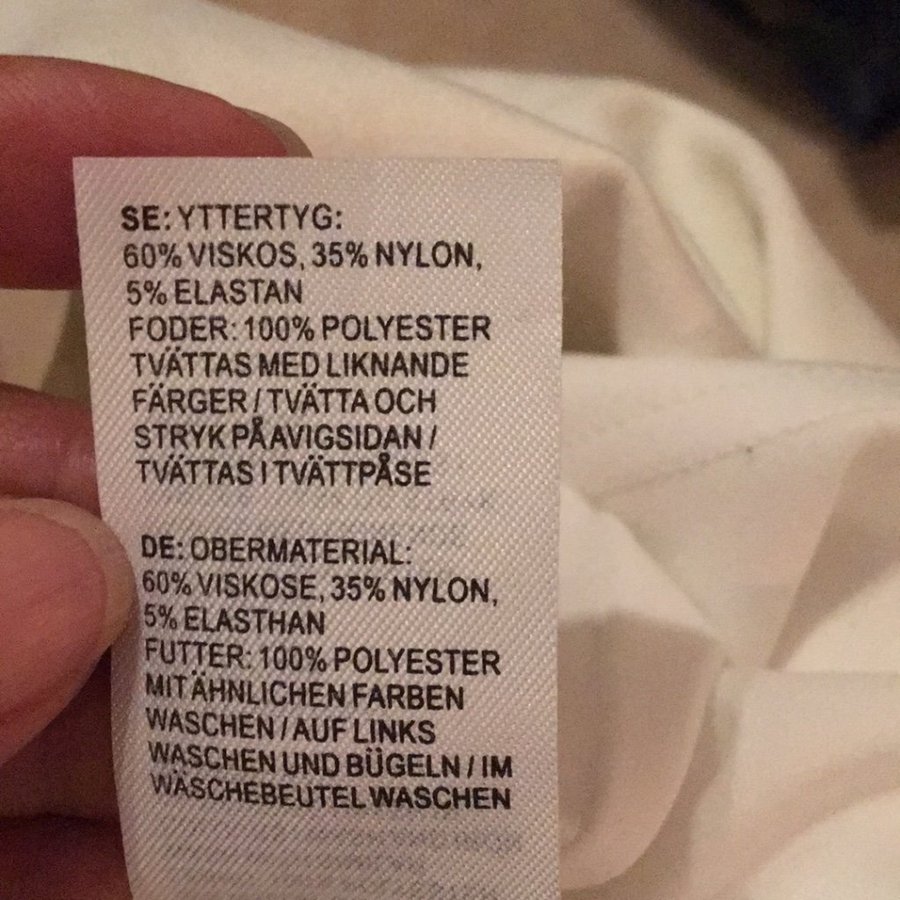 SE: YTTERTYG:
60% VISKOS, 35% NYLON,
5% ELASTAN
FODER: 100% POLYESTER
TVÄTTAS MED LIKNANDE
FÄRGER / TVÄTTA OCH
STRYK PÅ AVIGSIDAN /
TVÄTTAS I TVÄTTPÅSE
DE: OBERMATERIAL:
60% VISKOSE, 35% NYLON,
5% ELASTHAN
FUTTER: 100% POLYESTER
MIT ÄHNLICHEN FARBEN
WASCHEN / AUF LINKS
WASCHEN UND BÜGELN / IM
WÄSCHEBEUTEL WASCHEN